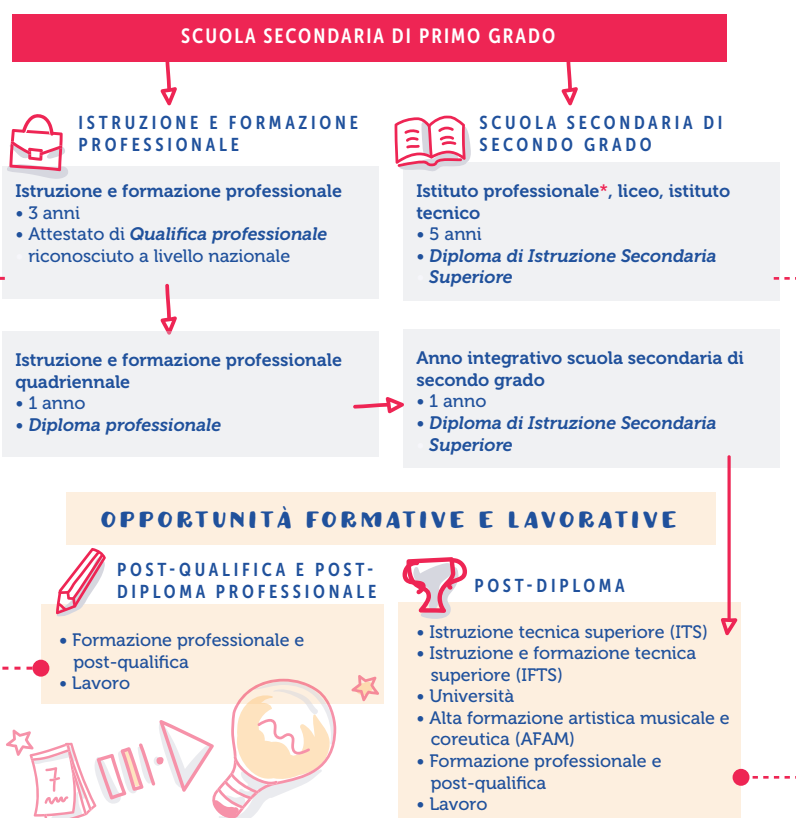 SCUOLA SECONDARIA DI PRIMO GRADO
ISTRUZIONE E FORMAZIONE
PROFESSIONALE
Istruzione e formazione professionale
• 3 anni
• Attestato di Qualifica professionale
riconosciuto a livello nazionale
SCUOLA SECONDARIA DI
SECONDO GRADO
Istituto professionale*, liceo, istituto
tecnico
• 5 anni
• Diploma di Istruzione Secondaria
Superiore
Istruzione e formazione professionale
quadriennale
• 1 anno
• Diploma professionale
Anno integrativo scuola secondaria di
secondo grado
• 1 anno
• Diploma di Istruzione Secondaria
Superiore
OPPORTUNITÀ FORMATIVE E LAVORATIVE
POST-QUALIFICA E POST-
DIPLOMA PROFESSIONALE
• Formazione professionale e
post-qualifica
• Lavoro
POST-DIPLOMA
• Istruzione tecnica superiore (ITS)
• Istruzione e formazione tecnica
superiore (IFTS)
• Università
• Alta formazione artistica musicale e
coreutica (AFAM)
• Formazione professionale e
post-qualifica
• Lavoro
7